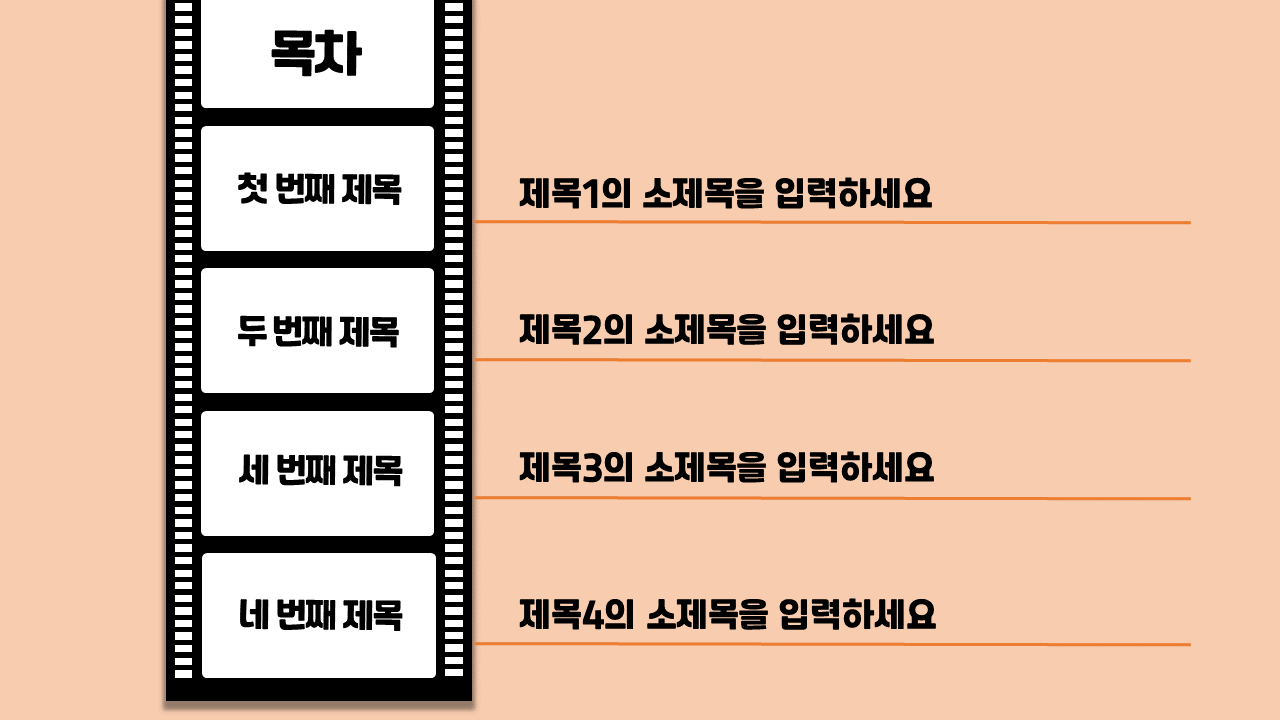 목차
첫 번째 제목
제목1의 소제목을 입력하세요
두 번째 제목
제목2의 소제목을 입력하세요
세 번째 제목
제목3의 소제목을 입력하세요
네 번째 제목
제목4의 소제목을 입력하세요